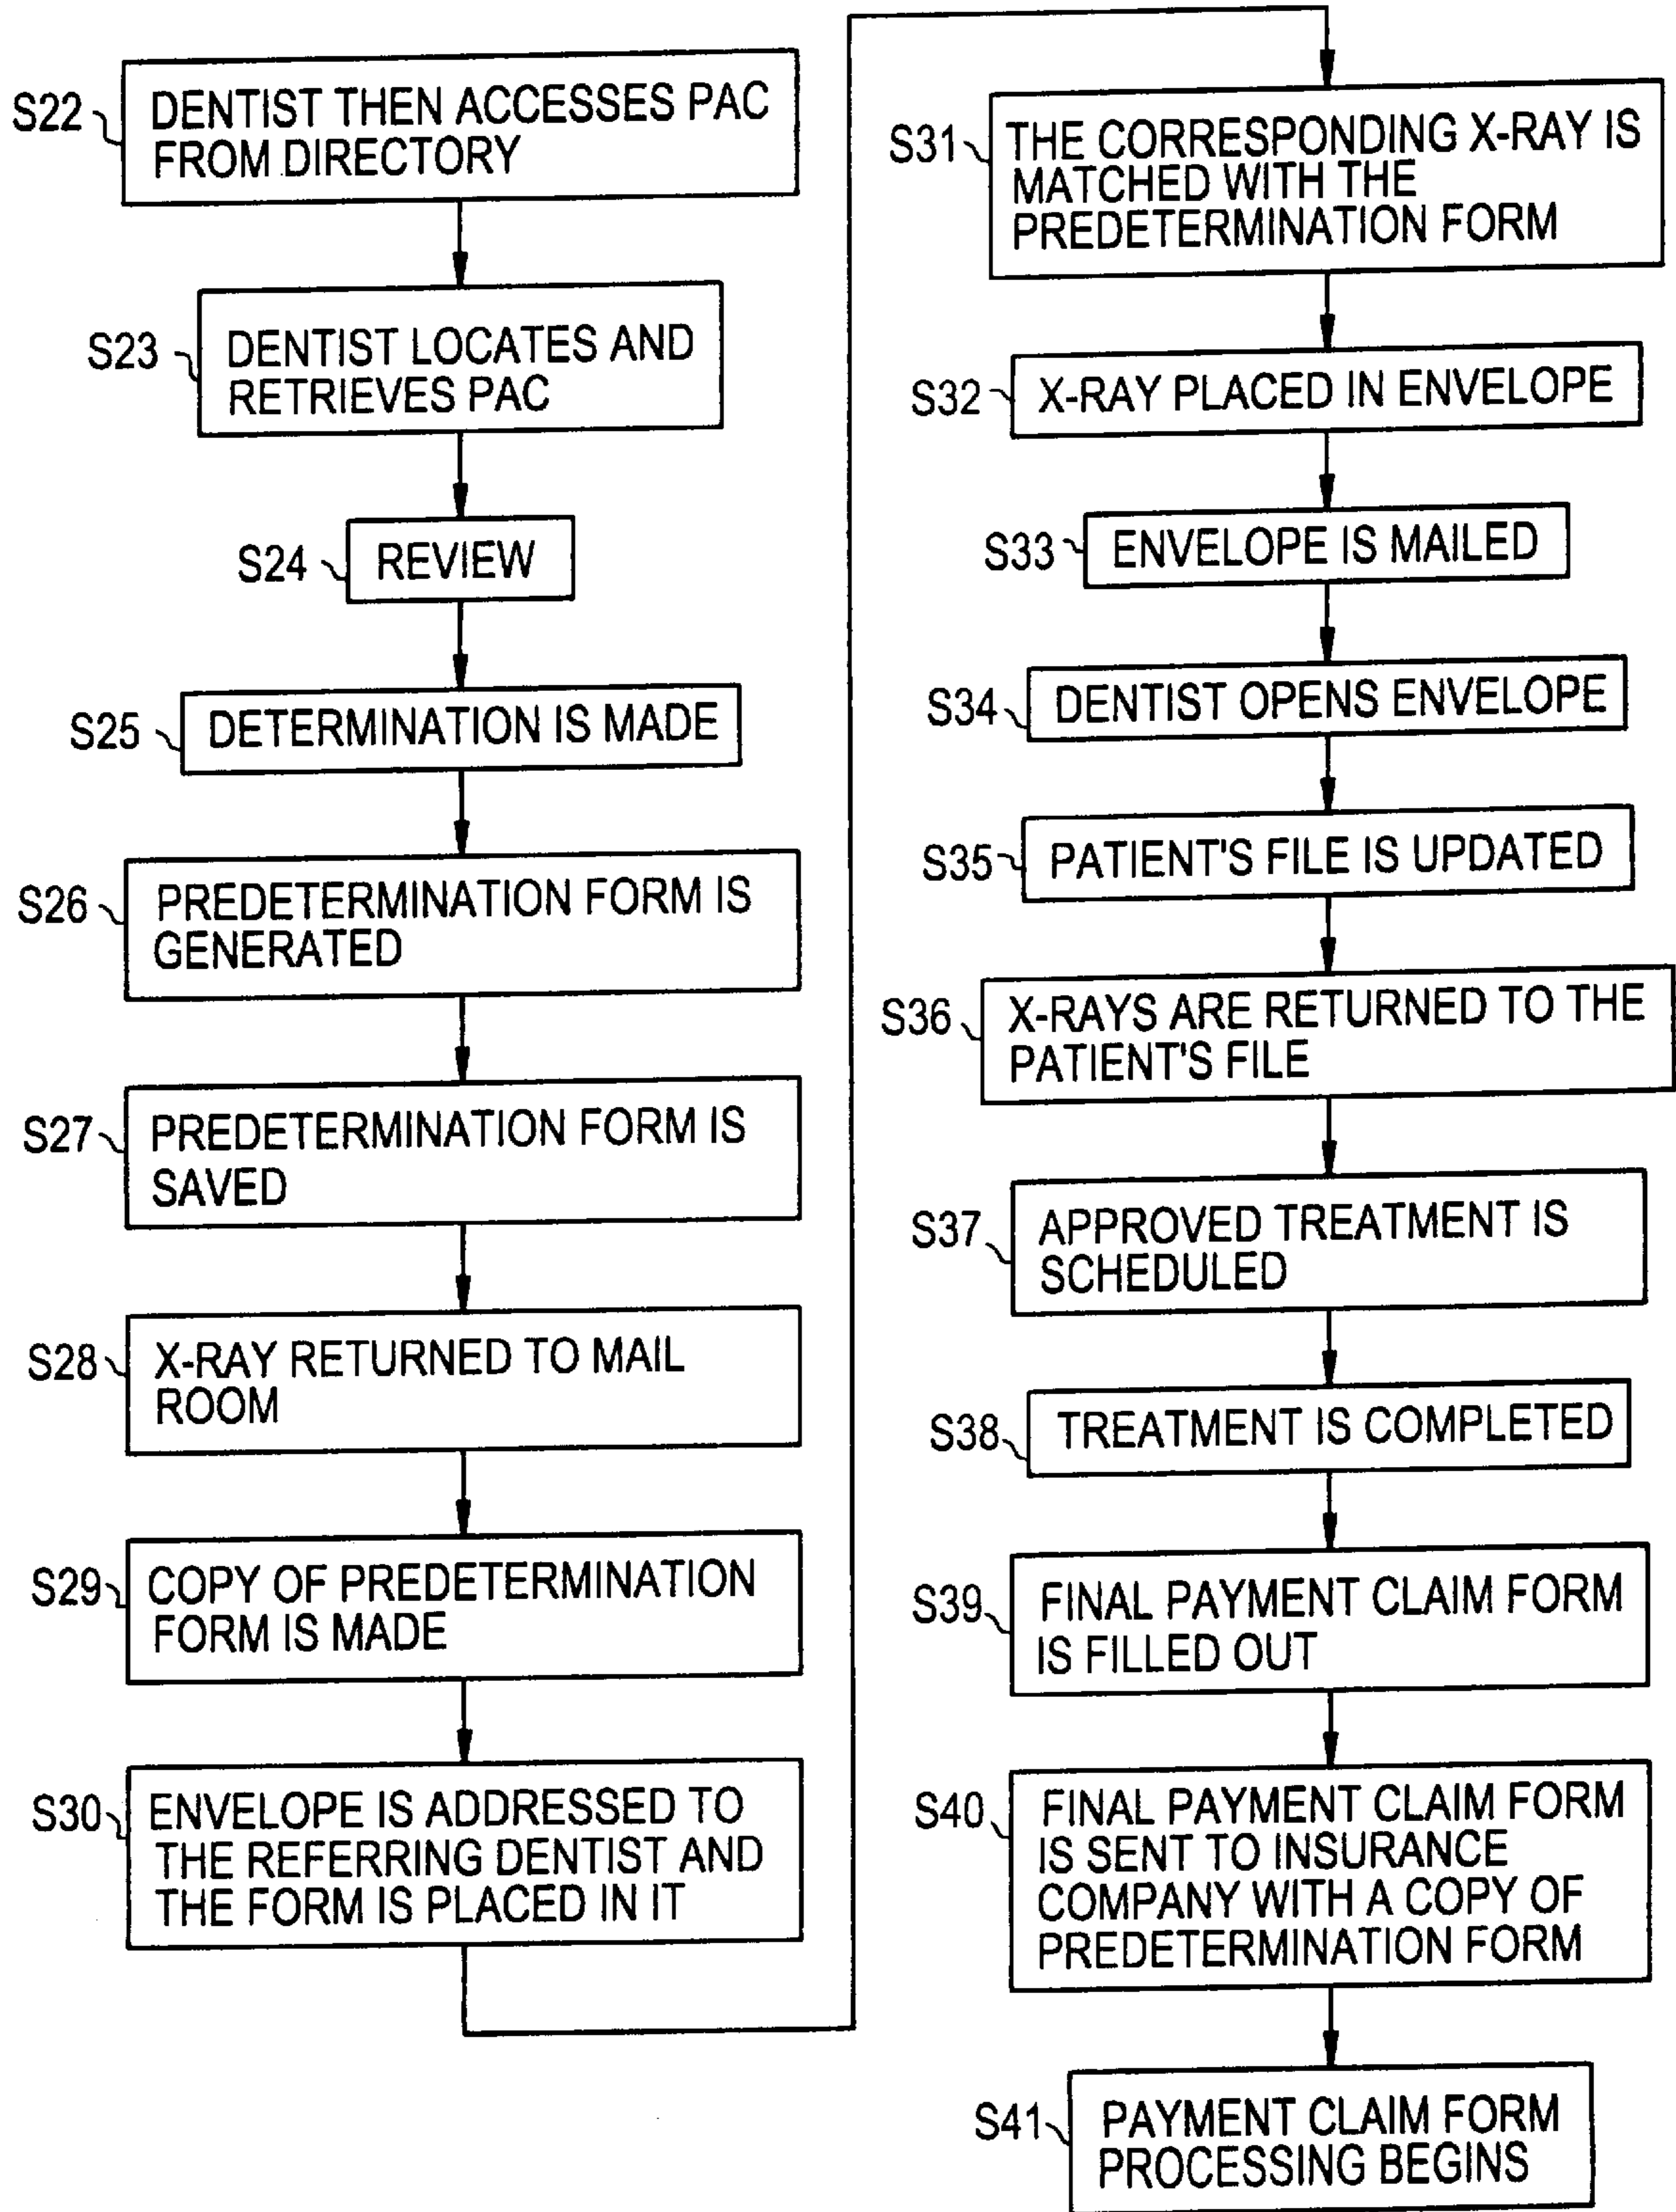 S22
DENTIST THEN ACCESSES PAC
FROM DIRECTORY
S23
DENTIST LOCATES AND
RETRIEVES PAC
S24
REVIEW
S25
DETERMINATION IS MADE
S26
PREDETERMINATION FORM IS
GENERATED
S27
PREDETERMINATION FORM IS
SAVED
S28
X-RAY RETURNED TO MAIL
ROOM
S29
COPY OF PREDETERMINATION
FORM IS MADE
S30
ENVELOPE IS ADDRESSED TO
THE REFERRING DENTIST AND
THE FORM IS PLACED IN IT
S31
THE CORRESPONDING X-RAY IS
MATCHED WITH THE
PREDETERMINATION FORM
S32
X-RAY PLACED IN ENVELOPE
S33
ENVELOPE IS MAILED
S34
DENTIST OPENS ENVELOPE
S35
PATIENT'S FILE IS UPDATED
S36
X-RAYS ARE RETURNED TO THE
PATIENT'S FILE
S37
APPROVED TREATMENT IS
SCHEDULED
S38
TREATMENT IS COMPLETED
S39
FINAL PAYMENT CLAIM FORM
IS FILLED OUT
S40
FINAL PAYMENT CLAIM FORM
IS SENT TO INSURANCE
COMPANY WITH A COPY OF
PREDETERMINATION FORM
S41
PAYMENT CLAIM FORM
PROCESSING BEGINS